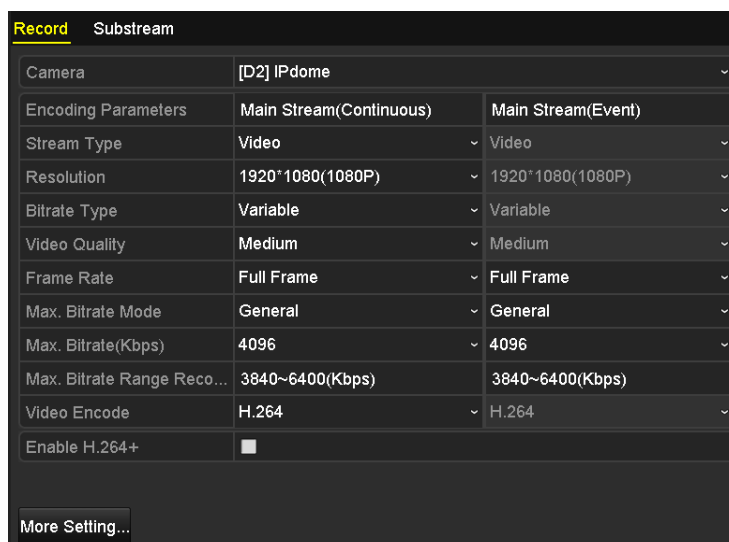 Record Substream
Camera [D2] IPdome
Encoding Parameters Main Stream(Continuous) Main Stream(Event)
Stream Type Video Video
Resolution 1920*1080(1080P) 1920*1080(1080P)
Bitrate Type Variable Variable
Video Quality Medium Medium
Frame Rate Full Frame Full Frame
Max. Bitrate Mode General General
Max. Bitrate(Kbps) 4096 4096
Max. Bitrate Range Reco... 3840~6400(Kbps) 3840~6400(Kbps)
Video Encode H.264 H.264
Enable H.264+
More Setting...